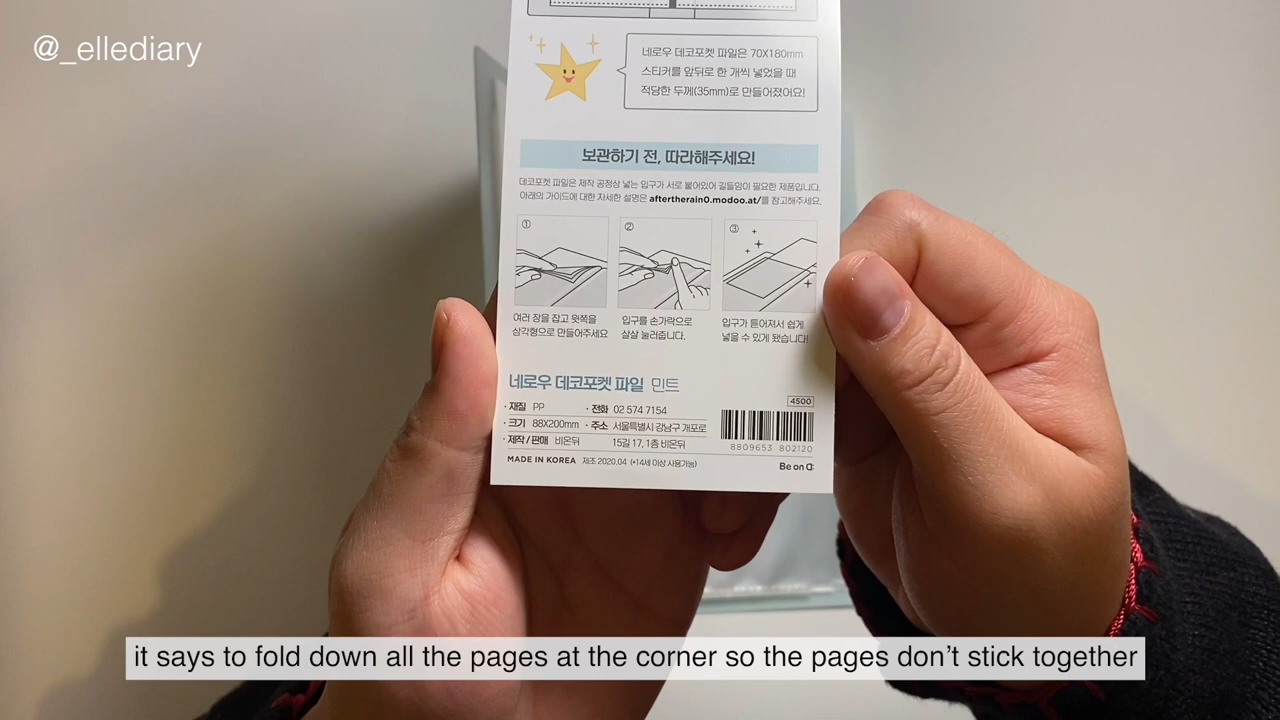 @_ellediary
네로우 데코포켓 파일은 70X180mm
스티커를 앞뒤로 한 개씩 넣었을 때
적당한 두께(35mm)로 만들어졌어요!
보관하기 전, 따라해주세요!
데코포켓 파일은 제작 공정상 넣는 입구가 서로 붙어있어 길들임이 필요한 제품입니다.
아래의 가이드에 대한 자세한 설명은 aftertherain0.modoo.at/를 참고해주세요.
①
②
③
여러 장을 잡고 윗쪽을
삼각형으로 만들어주세요
입구를 손가락으로
살살 눌러줍니다.
입구가 틀어져서 쉽게
넣을 수 있게 됐습니다!
네로우 데코포켓 파일 민트
· 재질 PP · 전화 02 574 7154
· 크기 88X200mm · 주소 서울특별시 강남구 개포로
· 제작 / 판매 비온뒤 15길 17, 1층 비온뒤
MADE IN KOREA 제조 2020.04 (*14세 이상 사용가능)
4500
8809653 802120
Be on D:
it says to fold down all the pages at the corner so the pages don't stick together